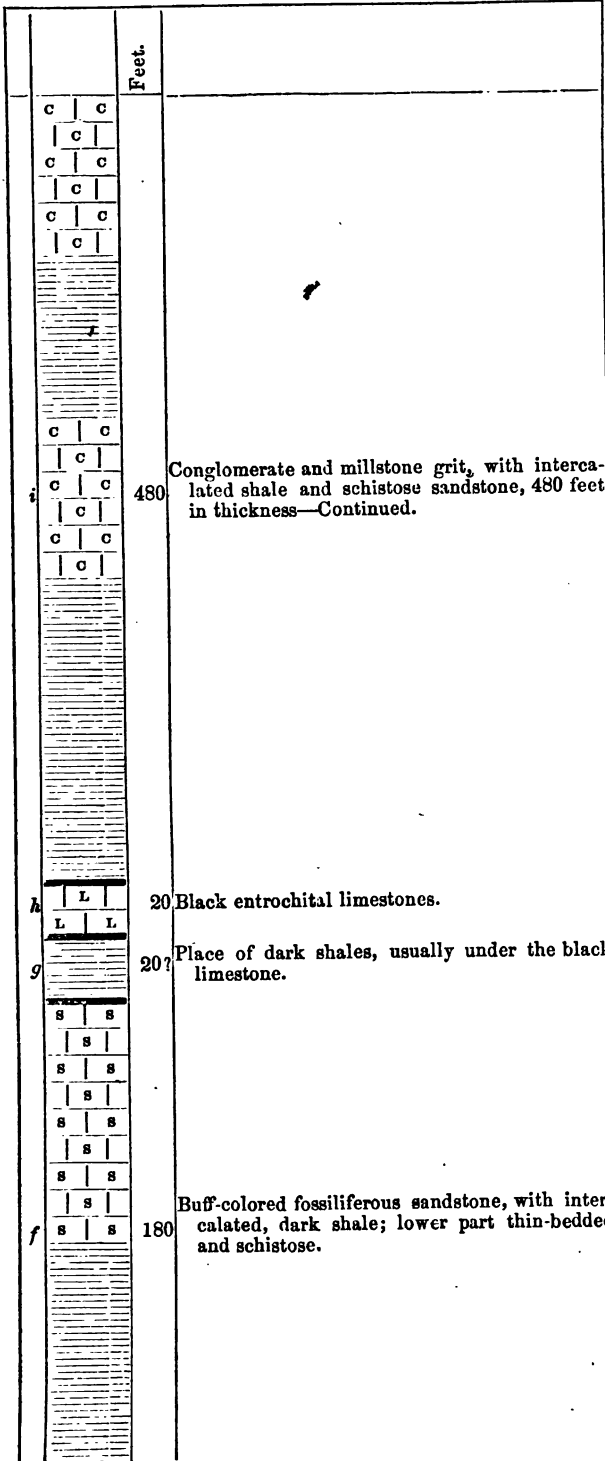 Feet.
C C
C
C C
C
C C
C
C C
C
i C C 480 Conglomerate and millstone grit, with interca-
C lated shale and schistose sandstone, 480 feet
C C in thickness—Continued.
C
h L 20 Black entrochital limestones.
L L
g 20? Place of dark shales, usually under the black
limestone.
S S
S
S S
S
S S
S
S S
S Buff-colored fossiliferous sandstone, with inter
f S S 180 calated, dark shale; lower part thin-bedded
and schistose.